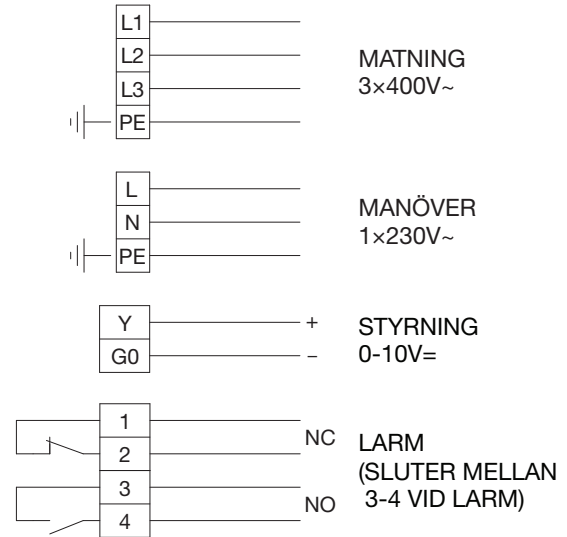 L1
L2
L3
PE
MATNING
3×400V~
L
N
PE
MANÖVER
1×230V~
Y
G0
+
–
STYRNING
0-10V=
1
2
3
4
NC
NO
LARM
(SLUTER MELLAN
3-4 VID LARM)